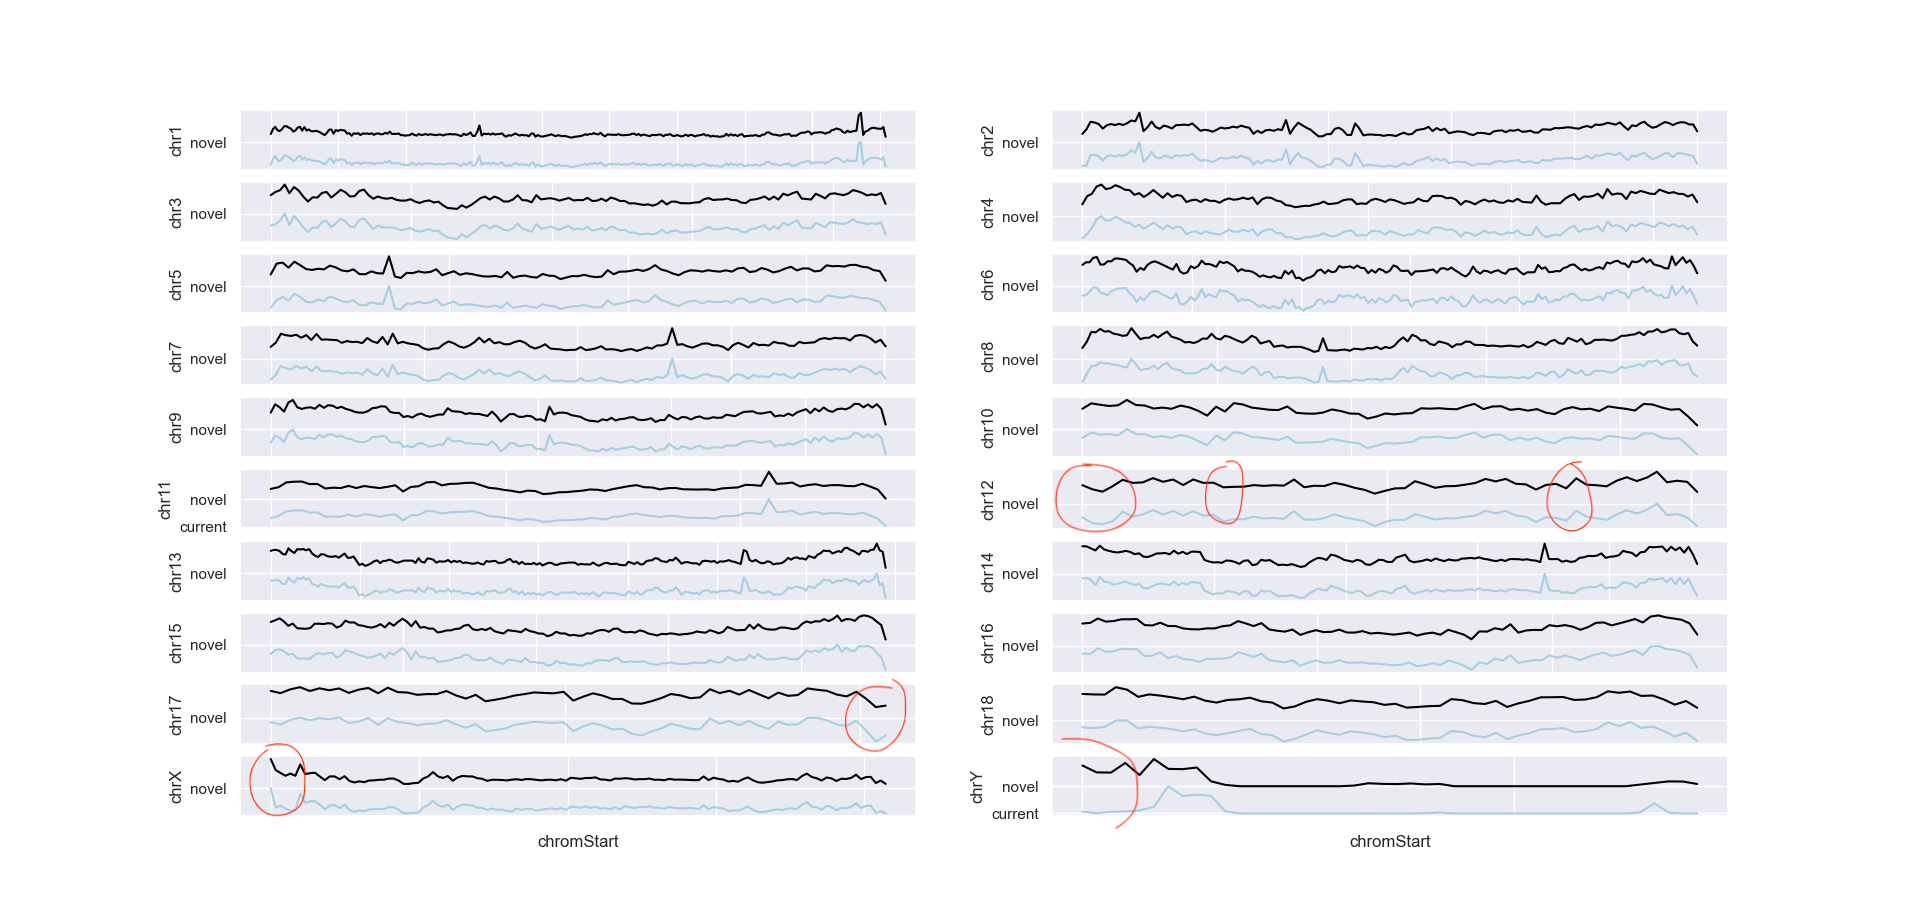 chr1 novel
chr2 novel
chr3 novel
chr4 novel
chr5 novel
chr6 novel
chr7 novel
chr8 novel
chr9 novel
chr10 novel
chr11 novel
current
chr12 novel
chr13 novel
chr14 novel
chr15 novel
chr16 novel
chr17 novel
chr18 novel
chrX novel
chrY novel
current
chromStart
chromStart